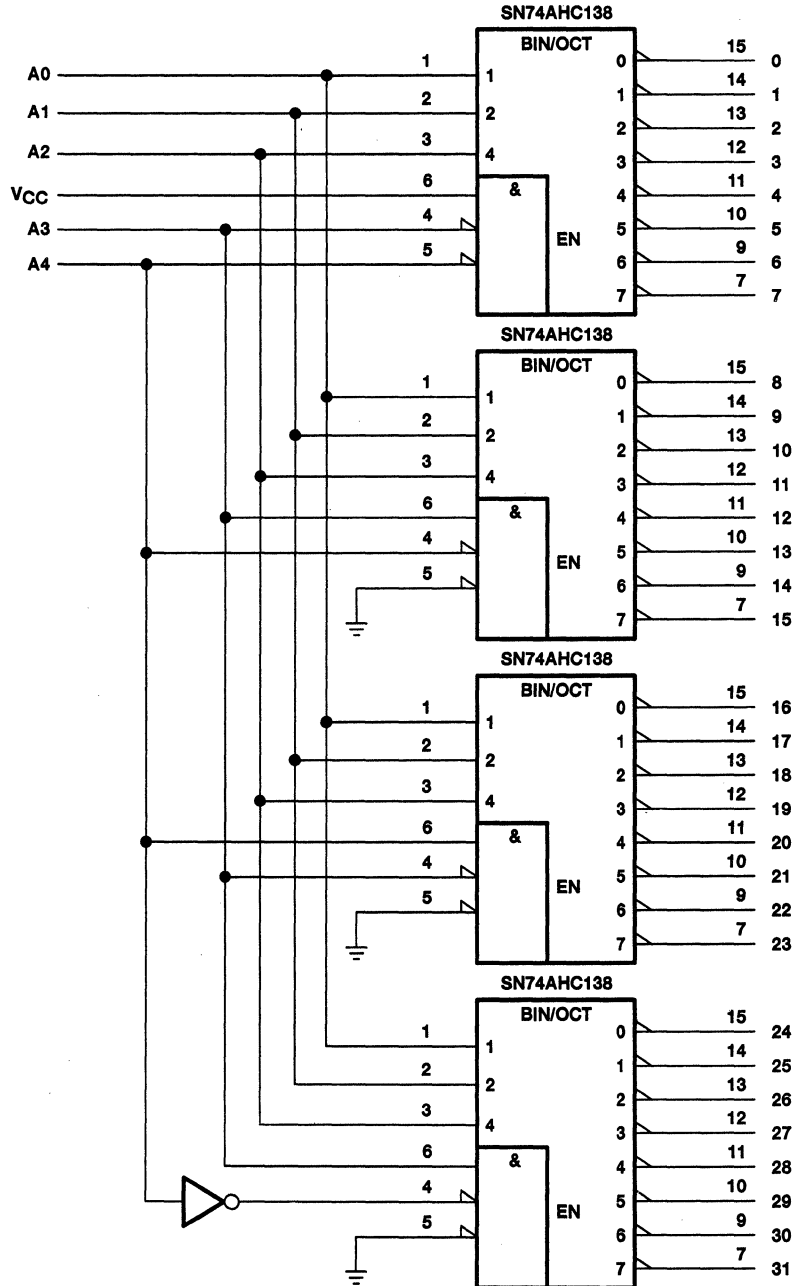 SN74AHC138
BIN/OCT
A0 1 1 0 15 0
A1 2 2 1 14 1
A2 3 4 2 13 2
3 12 3
VCC 6 & 4 11 4
A3 4 EN 5 10 5
A4 5 6 9 6
7 7 7
SN74AHC138
BIN/OCT
1 1 0 15 8
2 2 1 14 9
3 4 2 13 10
3 12 11
6 & 4 11 12
4 EN 5 10 13
5 6 9 14
7 7 15
SN74AHC138
BIN/OCT
1 1 0 15 16
2 2 1 14 17
3 4 2 13 18
3 12 19
6 & 4 11 20
4 EN 5 10 21
5 6 9 22
7 7 23
SN74AHC138
BIN/OCT
1 1 0 15 24
2 2 1 14 25
3 4 2 13 26
3 12 27
6 & 4 11 28
4 EN 5 10 29
5 6 9 30
7 7 31